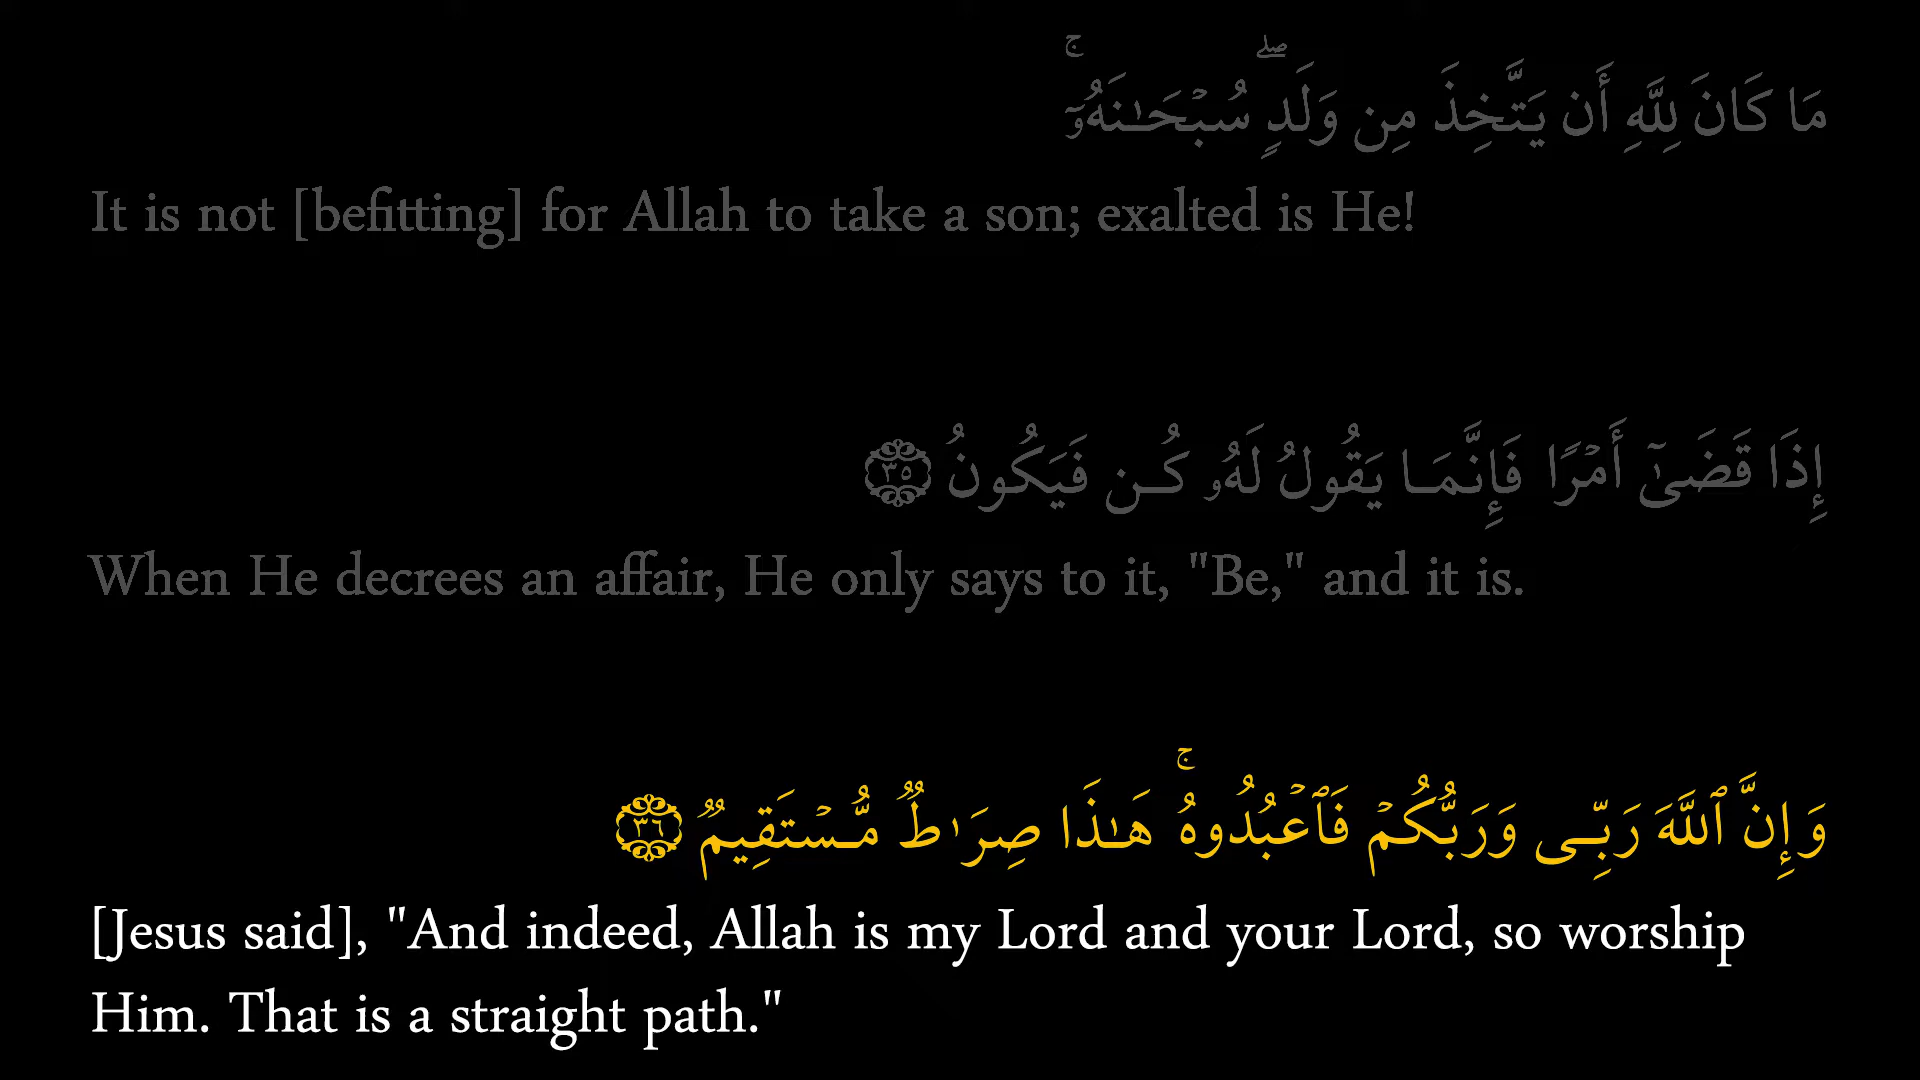 مَا كَانَ لِلَّهِ أَن يَتَّخِذَ مِن وَلَدٍۖ سُبۡحَٰنَهُۥٓۚ
It is not [befitting] for Allah to take a son; exalted is He!
إِذَا قَضَىٰٓ أَمۡرٗا فَإِنَّمَا يَقُولُ لَهُۥ كُن فَيَكُونُ ٣٥
When He decrees an affair, He only says to it, "Be," and it is.
وَإِنَّ ٱللَّهَ رَبِّي وَرَبُّكُمۡ فَٱعۡبُدُوهُۚ هَٰذَا صِرَٰطٞ مُّسۡتَقِيمٞ ٣٦
[Jesus said], "And indeed, Allah is my Lord and your Lord, so worship
Him. That is a straight path."